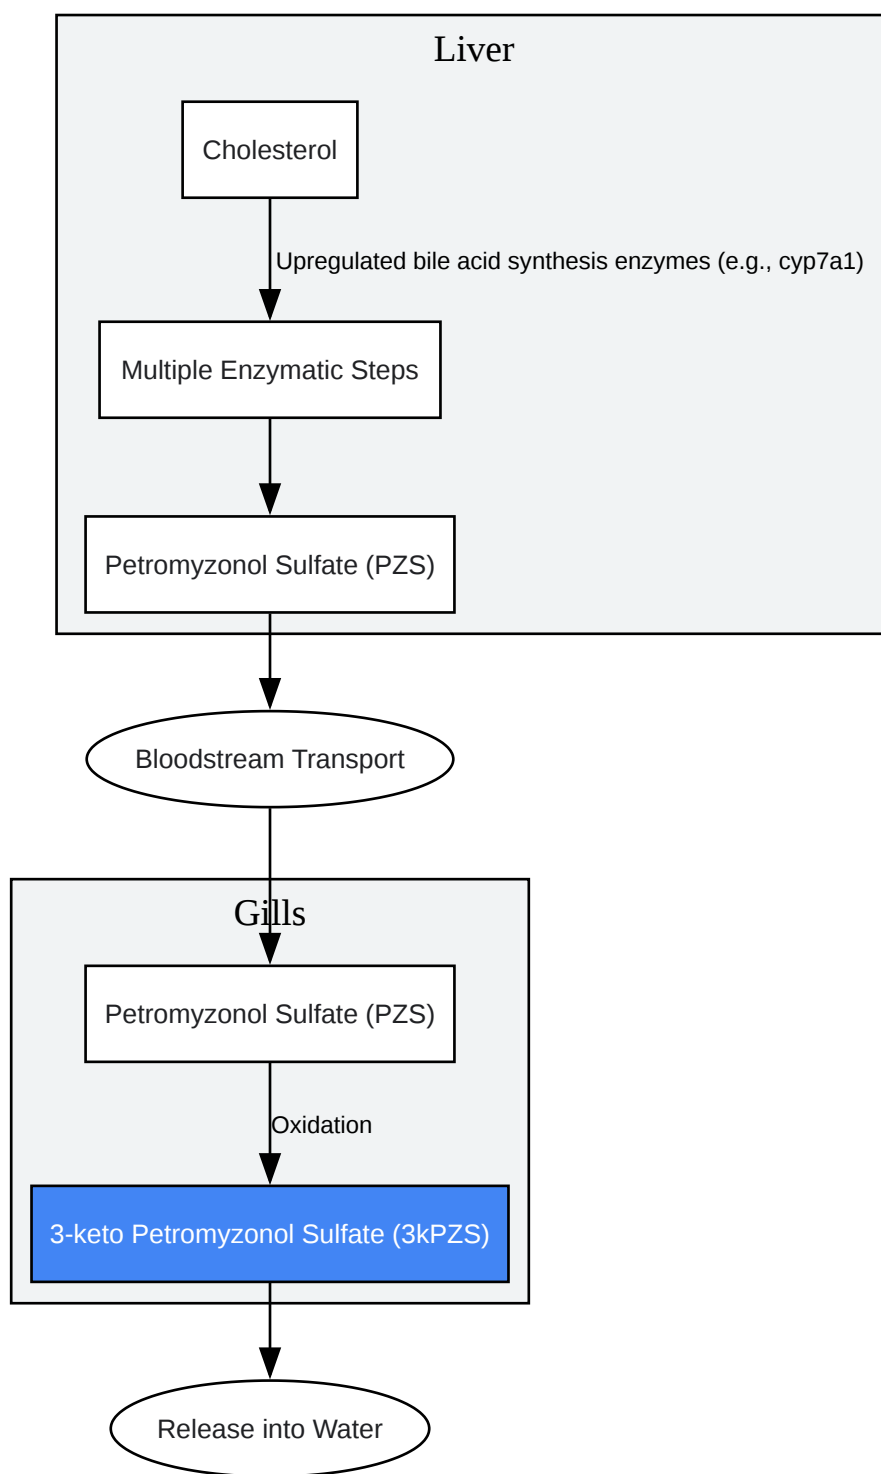 Liver
Cholesterol
Upregulated bile acid synthesis enzymes (e.g., cyp7a1)
Multiple Enzymatic Steps
Petromyzonol Sulfate (PZS)
Bloodstream Transport
Gills
Petromyzonol Sulfate (PZS)
Oxidation
3-keto Petromyzonol Sulfate (3kPZS)
Release into Water